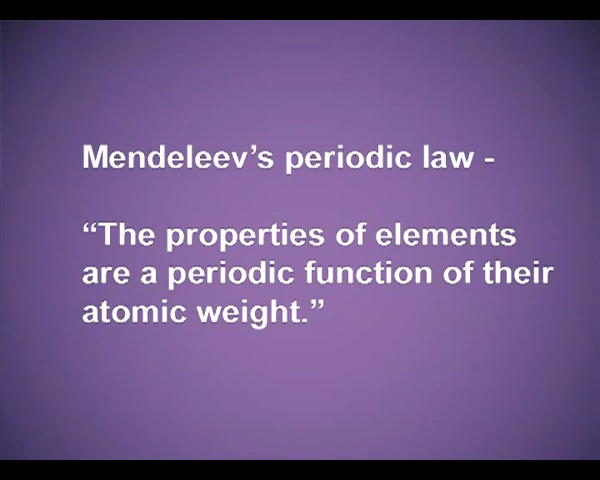 Mendeleev’s periodic law -
“The properties of elements
are a periodic function of their
atomic weight.”